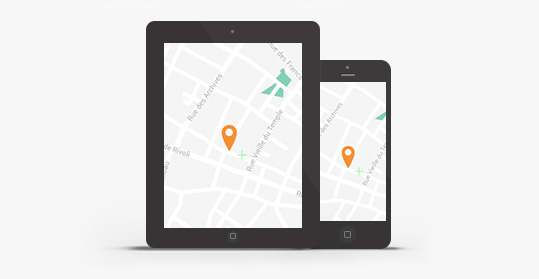 Rue des Francs
Rue des Archives
Rue Vieille du Temple
de Rivoli
Rue des Archives
Rue Vieille du Temple